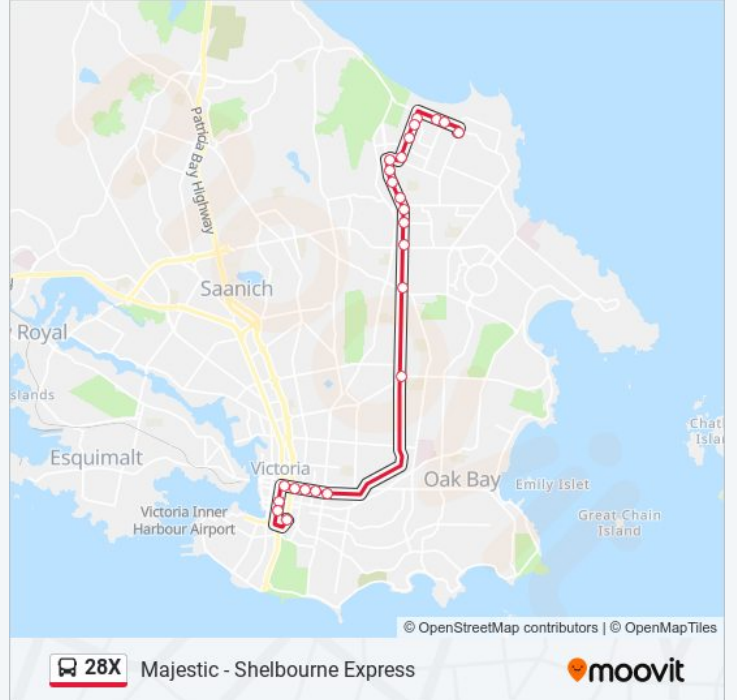 Patricia Bay Highway
Saanich
y
Royal
slands
Esquimalt
Victoria
Oak Bay
Emily Islet
Chat
Islan
Great Chain
Island
Victoria Inner
Harbour Airport
© OpenStreetMap contributors | © OpenMapTiles
28X Majestic - Shelbourne Express
moovit